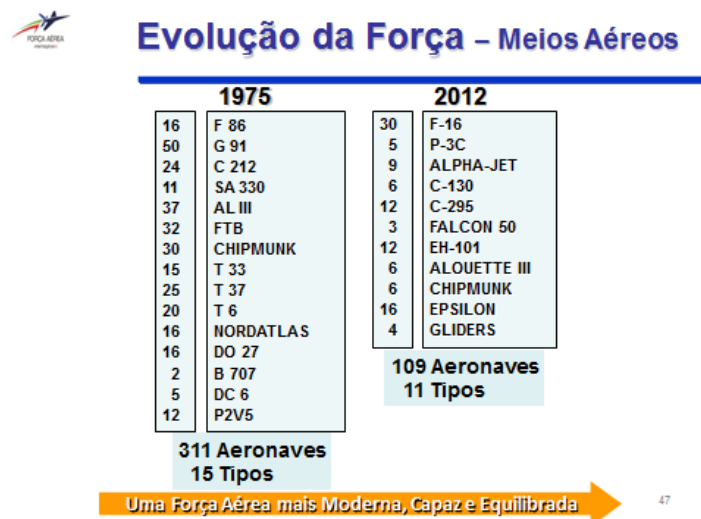 FORÇA AÉREA
Evolução da Força – Meios Aéreos
1975
16 F 86
50 G 91
24 C 212
11 SA 330
37 AL III
32 FTB
30 CHIPMUNK
15 T 33
25 T 37
20 T 6
16 NORDATLAS
16 DO 27
2 B 707
5 DC 6
12 P2V5
311 Aeronaves
15 Tipos
2012
30 F-16
5 P-3C
9 ALPHA-JET
6 C-130
12 C-295
3 FALCON 50
12 EH-101
6 ALOUETTE III
6 CHIPMUNK
16 EPSILON
4 GLIDERS
109 Aeronaves
11 Tipos
Uma Força Aérea mais Moderna, Capaz e Equilibrada
47